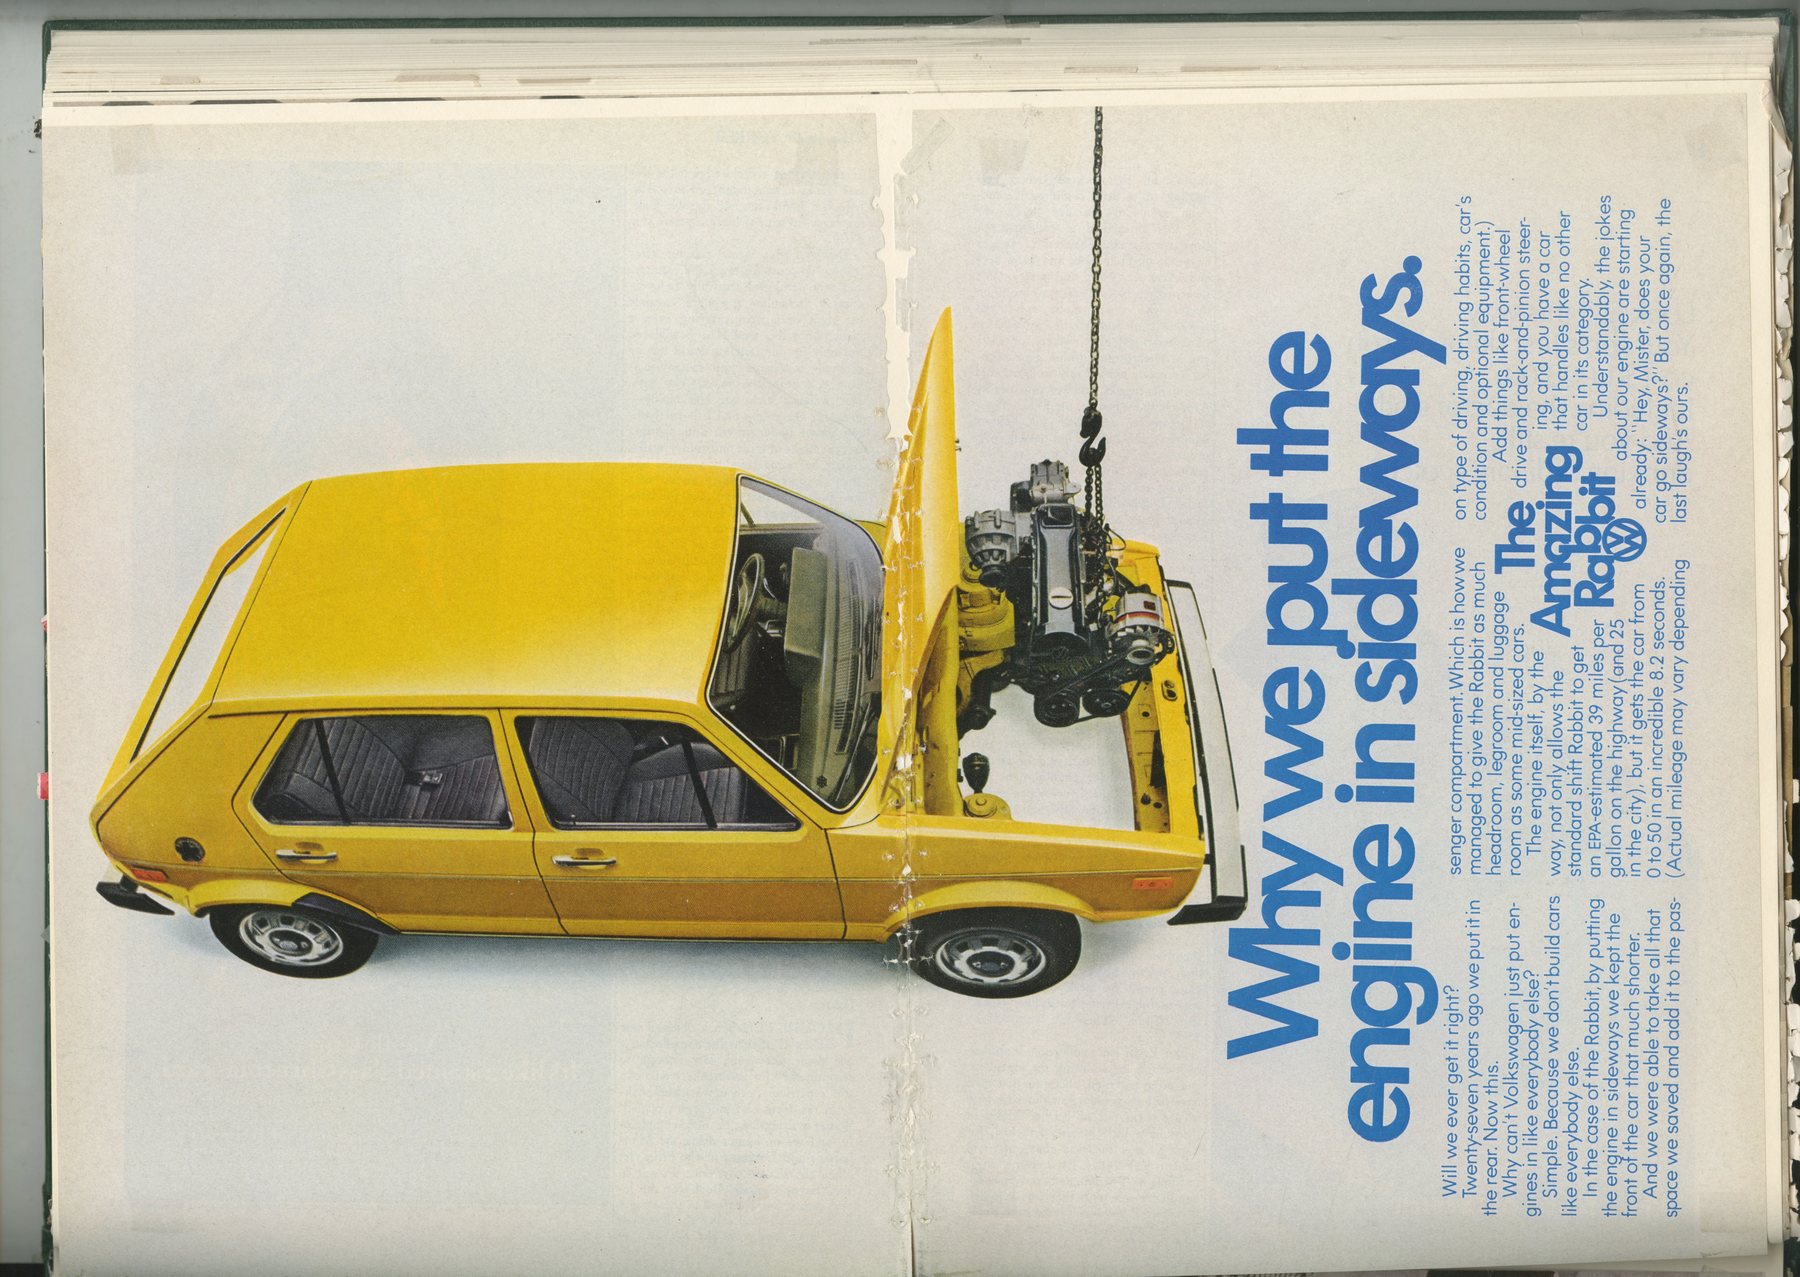 Why we put the
engine in sideways.
Will we ever get it right?
Twenty-seven years ago we put it in
the rear. Now this.
Why can't Volkswagen just put en-
gines in like everybody else?
Simple. Because we don't build cars
like everybody else.
In the case of the Rabbit, by putting
the engine in sideways we kept the
front of the car that much shorter.
And we were able to take all that
space we saved and add it to the pas-
senger compartment. Which is how we
managed to give the Rabbit as much
headroom, legroom and luggage
room as some mid-sized cars.
The engine itself, by the
way, not only allows the
standard shift Rabbit to get
an EPA-estimated 39 miles per
gallon on the highway (and 25
in the city), but it gets the car from
0 to 50 in an incredible 8.2 seconds.
(Actual mileage may vary depending
on type of driving, driving habits, car's
condition and optional equipment.)
Add things like front-wheel
drive and rack-and-pinion steer-
ing, and you have a car
that handles like no other
car in its category.
Understandably, the jokes
about our engine are starting
already: "Hey, Mister, does your
car go sideways?" But once again, the
last laugh's ours.
The
Amazing
Rabbit
VW